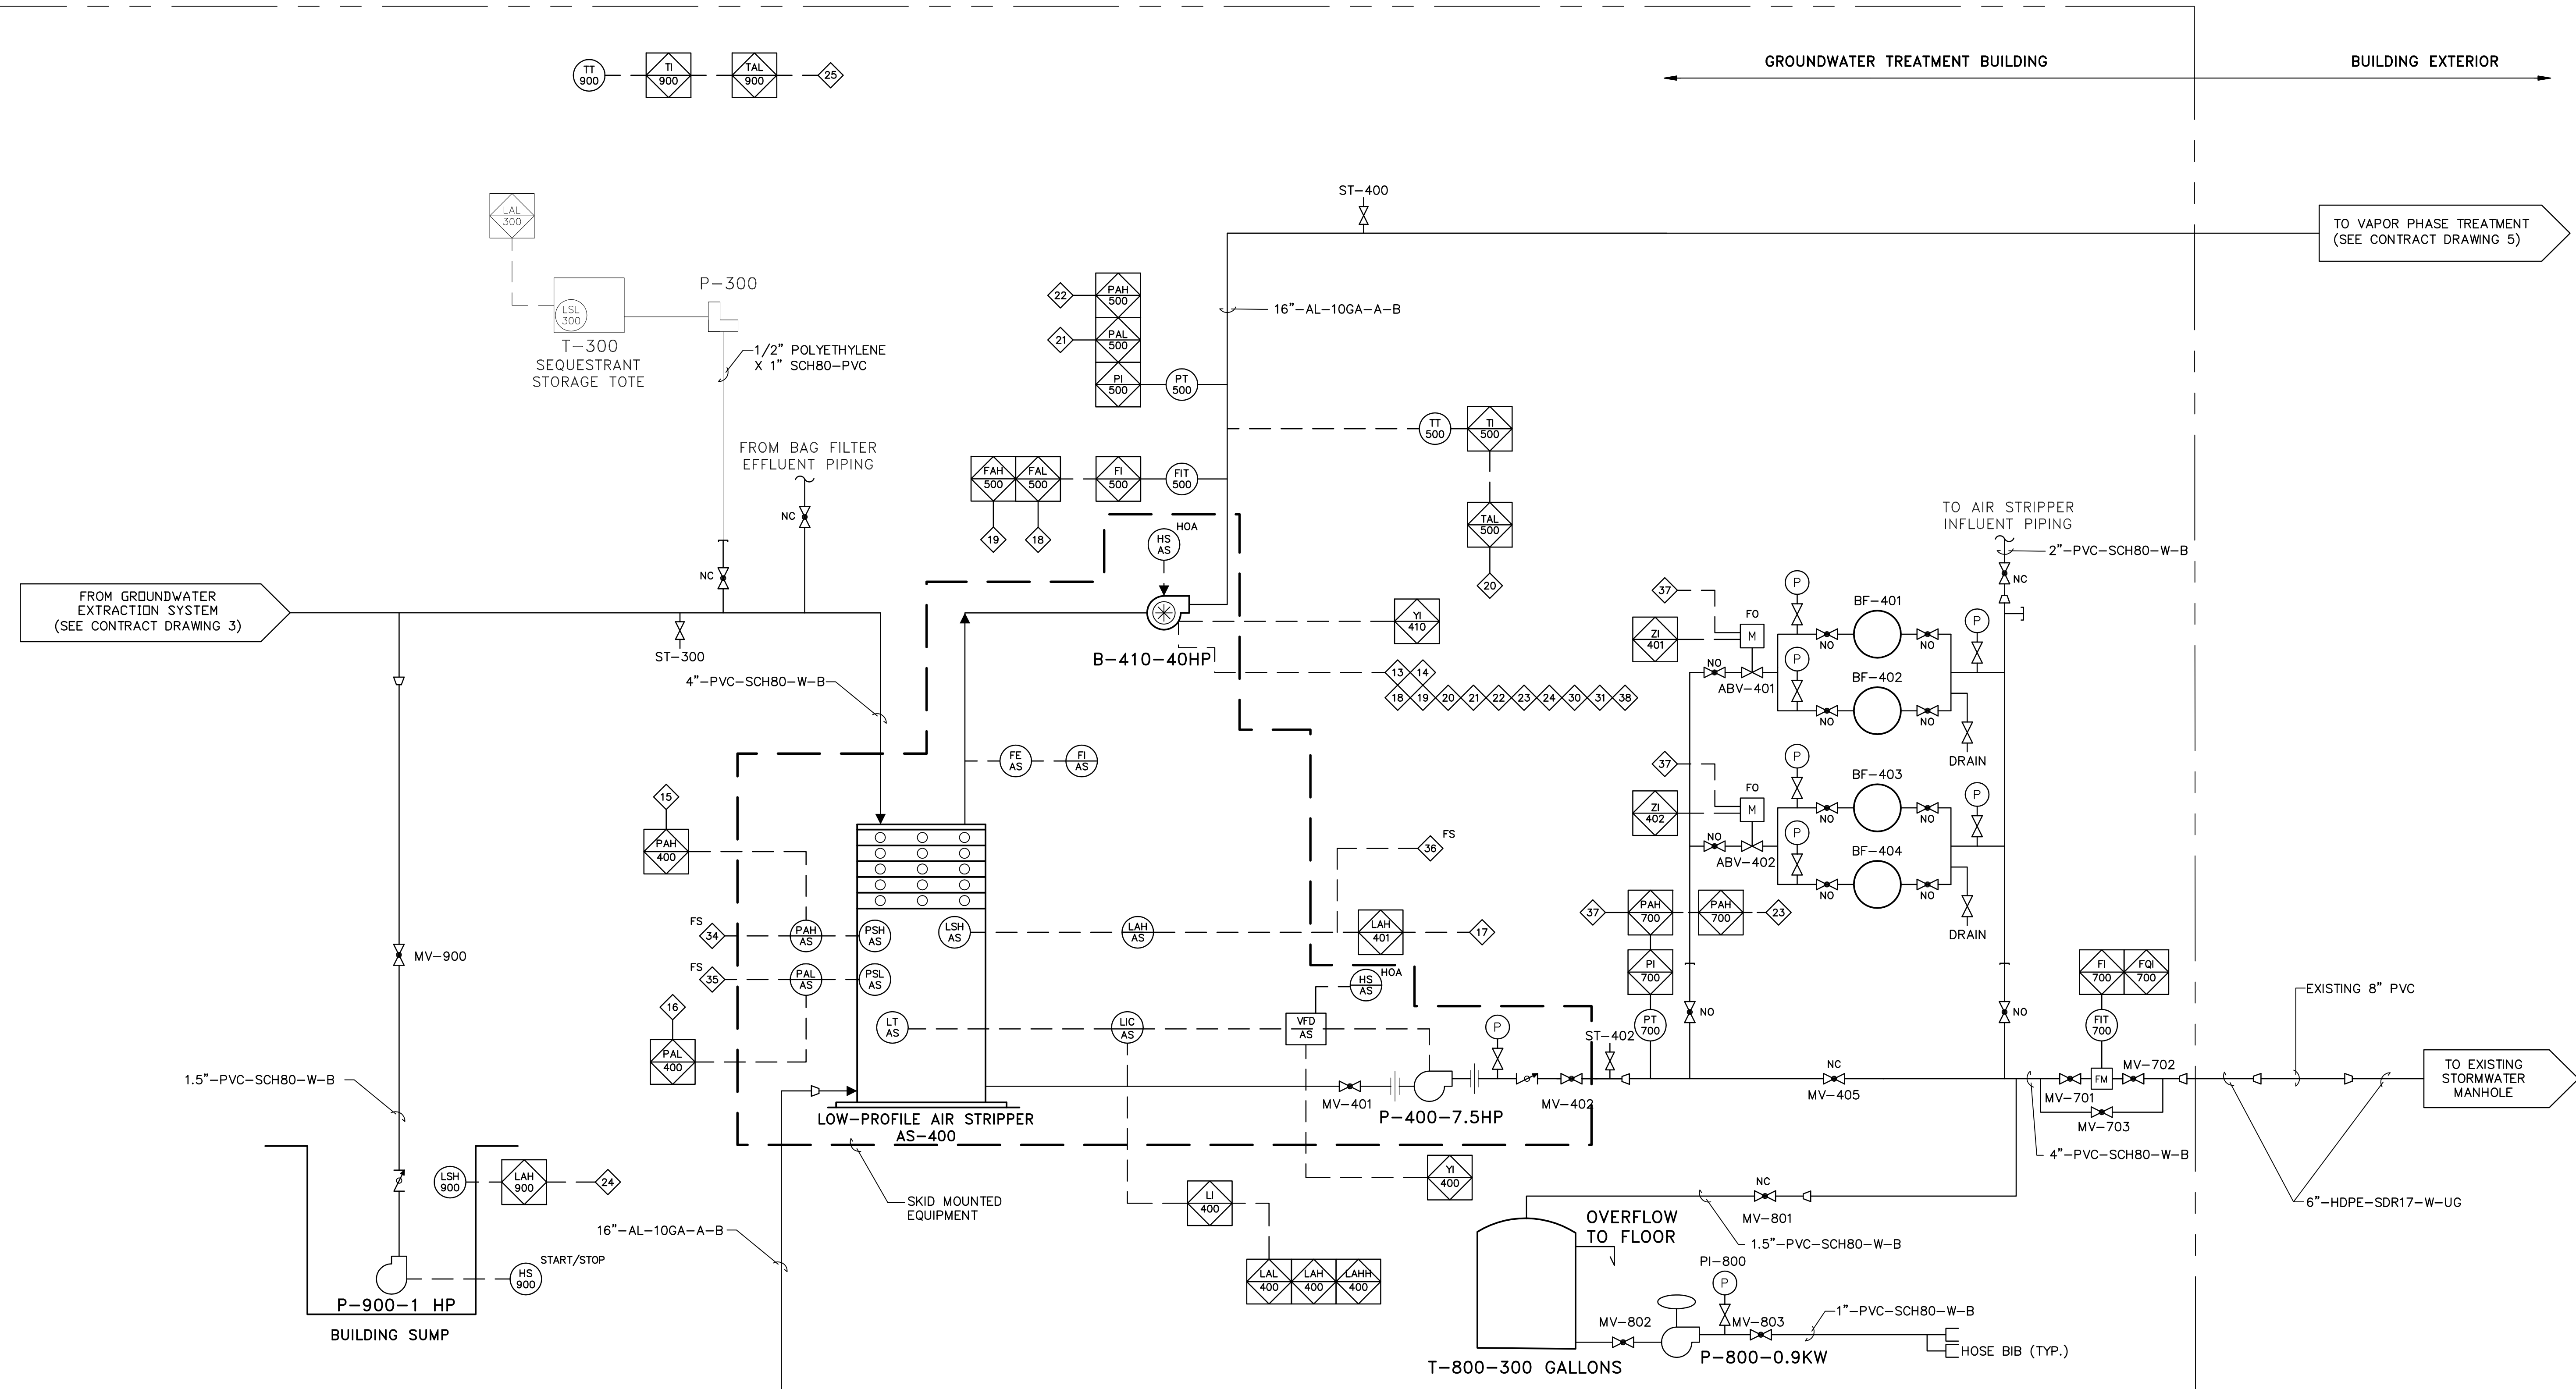 GROUNDWATER TREATMENT BUILDING
BUILDING EXTERIOR
TT
900
TI
900
TAL
900
25
ST-400
TO VAPOR PHASE TREATMENT
(SEE CONTRACT DRAWING 5)
LAL
300
LSL
300
T-300
SEQUESTRANT
STORAGE TOTE
P-300
1/2" POLYETHYLENE
X 1" SCH80-PVC
22
PAH
500
21
PAL
500
PI
500
PT
500
16"-AL-10GA-A-B
TT
500
TI
500
TAL
500
20
FROM BAG FILTER
EFFLUENT PIPING
NC
NC
FAH
500
FAL
500
FI
500
FIT
500
19
18
HS
AS
HOA
B-410-40HP
YI
410
13
14
18
19
20
21
22
23
24
30
31
38
FROM GROUNDWATER
EXTRACTION SYSTEM
(SEE CONTRACT DRAWING 3)
ST-300
4"-PVC-SCH80-W-B
FE
AS
FI
AS
TO AIR STRIPPER
INFLUENT PIPING
2"-PVC-SCH80-W-B
NC
37
FO
M
ZI
401
NO
ABV-401
P
P
NO
NO
BF-401
BF-402
NO
NO
P
DRAIN
37
FO
M
ZI
402
NO
ABV-402
P
P
NO
NO
BF-403
BF-404
NO
NO
P
DRAIN
15
PAH
400
FS
34
PAH
AS
PSH
AS
FS
35
PAL
AS
PSL
AS
16
PAL
400
LSH
AS
LAH
AS
36
FS
LAH
401
17
LT
AS
LIC
AS
VFD
AS
HS
AS
HOA
37
PAH
700
PAH
700
23
PI
700
PT
700
NO
NO
FI
700
FQI
700
FIT
700
FM
MV-701
MV-702
MV-703
EXISTING 8" PVC
TO EXISTING
STORMWATER
MANHOLE
4"-PVC-SCH80-W-B
6"-HDPE-SDR17-W-UG
MV-900
1.5"-PVC-SCH80-W-B
LOW-PROFILE AIR STRIPPER
AS-400
MV-401
P-400-7.5HP
P
MV-402
ST-402
NC
MV-405
LSH
900
LAH
900
24
HS
900
START/STOP
P-900-1 HP
BUILDING SUMP
SKID MOUNTED
EQUIPMENT
16"-AL-10GA-A-B
LI
400
LAL
400
LAH
400
LAHH
400
YI
400
NC
MV-801
1.5"-PVC-SCH80-W-B
OVERFLOW
TO FLOOR
PI-800
P
MV-802
MV-803
1"-PVC-SCH80-W-B
HOSE BIB (TYP.)
P-800-0.9KW
T-800-300 GALLONS